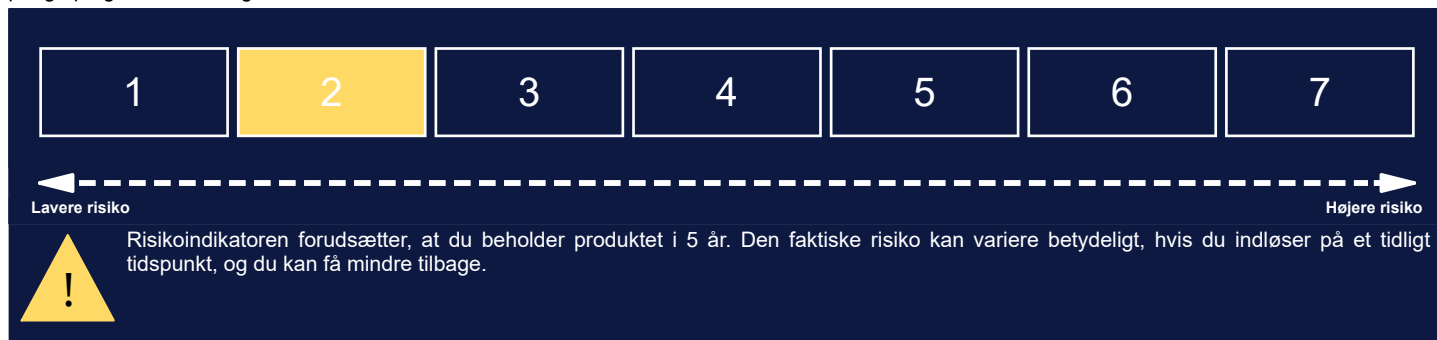 1 2 3 4 5 6 7
Lavere risiko Højere risiko
! Risikoindikatoren forudsætter, at du beholder produktet i 5 år. Den faktiske risiko kan variere betydeligt, hvis du indløser på et tidligt
tidspunkt, og du kan få mindre tilbage.